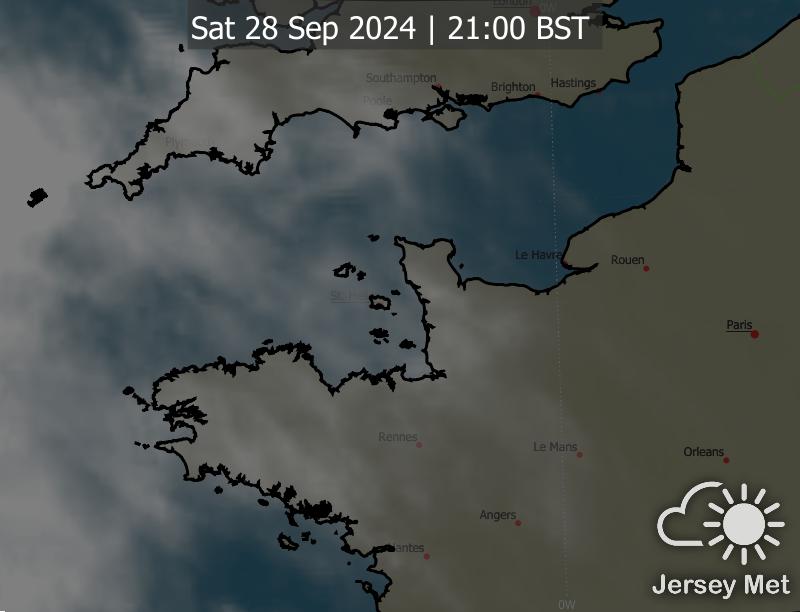 London
0W
Sat 28 Sep 2024 | 21:00 BST
Southampton
Brighton
Hastings
Poole
Le Havre
Rouen
St. He
Paris
Rennes
Le Mans
Orleans
Angers
Nantes
Jersey Met
0W